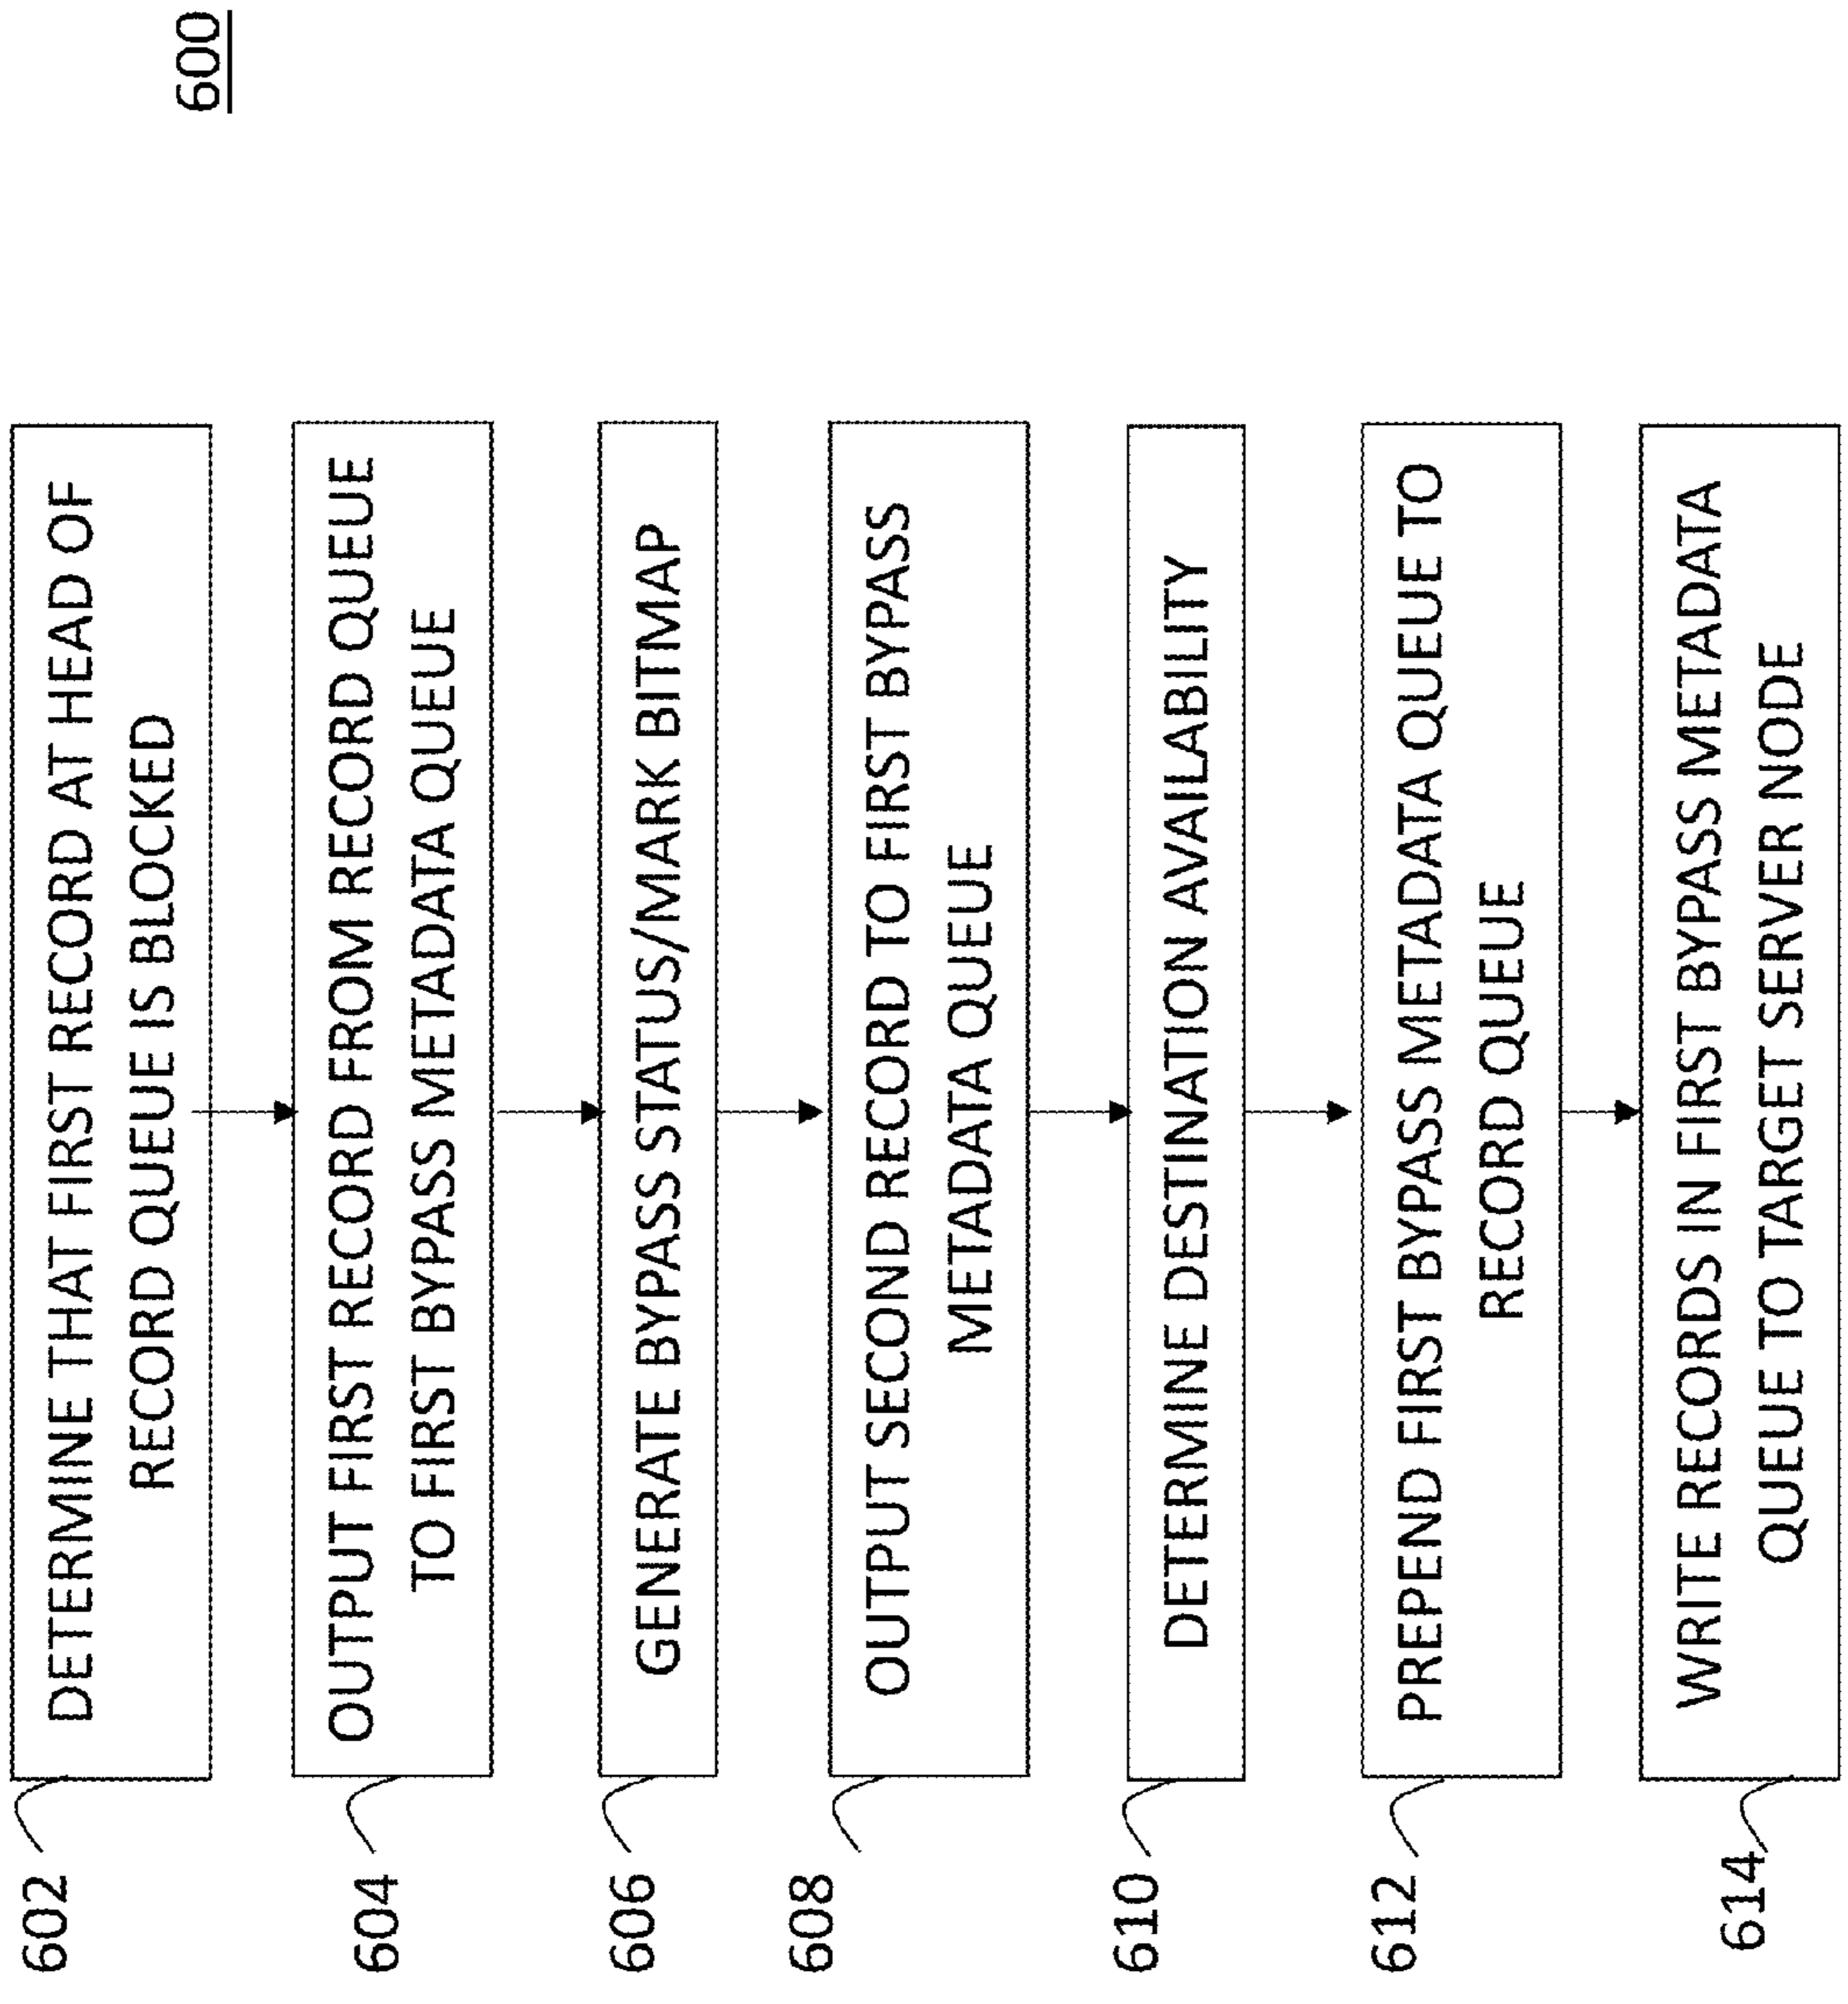 600
602
DETERMINE THAT FIRST RECORD AT HEAD OF
RECORD QUEUE IS BLOCKED
604
OUTPUT FIRST RECORD FROM RECORD QUEUE
TO FIRST BYPASS METADATA QUEUE
606
GENERATE BYPASS STATUS/MARK BITMAP
608
OUTPUT SECOND RECORD TO FIRST BYPASS
METADATA QUEUE
610
DETERMINE DESTINATION AVAILABILITY
612
PREPEND FIRST BYPASS METADATA QUEUE TO
RECORD QUEUE
614
WRITE RECORDS IN FIRST BYPASS METADATA
QUEUE TO TARGET SERVER NODE